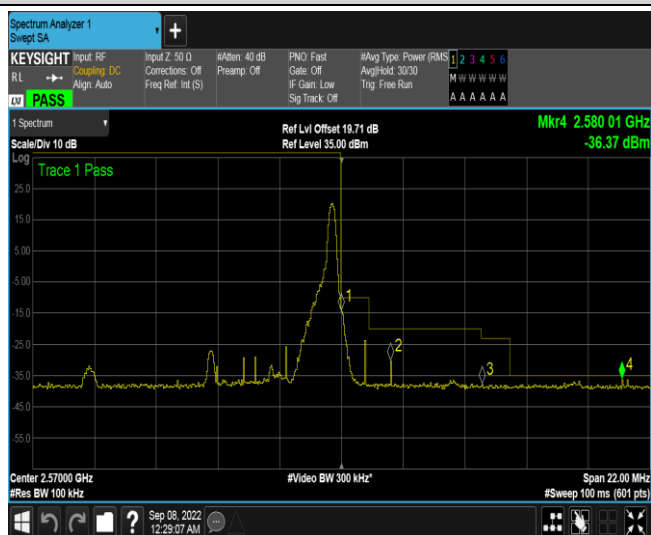 Spectrum Analyzer 1
Swept SA
+
KEYSIGHT Input: RF Input Z: 50 Ω #Atten: 40 dB PNO: Fast #Avg Type: Power (RMS 1 2 3 4 5 6
RL Coupling: DC Corrections: Off Preamp: Off Gate: Off Avg|Hold: 30/30 M W W W W W
Align: Auto Freq Ref: Int (S) IF Gain: Low Trig: Free Run
Sig Track: Off A A A A A A
LXI PASS
1 Spectrum Ref Lvl Offset 19.71 dB Mkr4 2.580 01 GHz
Scale/Div 10 dB Ref Level 35.00 dBm -36.37 dBm
Log
Trace 1 Pass
25.0
15.0
5.00
-5.00
1
-15.0
2
-25.0
3
4
-35.0
-45.0
-55.0
Center 2.57000 GHz #Video BW 300 kHz* Span 22.00 MHz
#Res BW 100 kHz #Sweep 100 ms (601 pts)
? Sep 08, 2022
12:29:07 AM